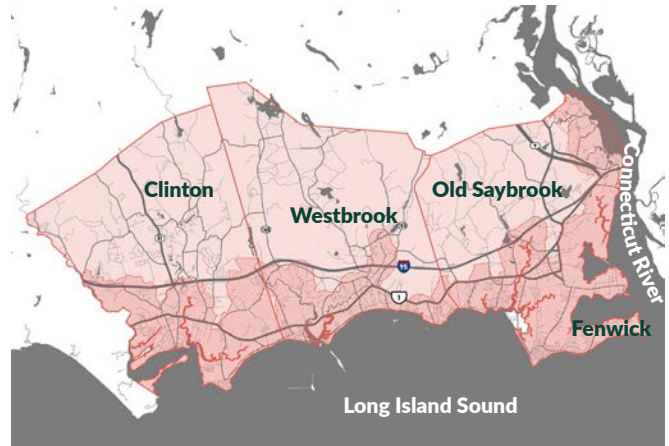 Clinton
Westbrook
Old Saybrook
Connecticut River
95
1
Fenwick
Long Island Sound